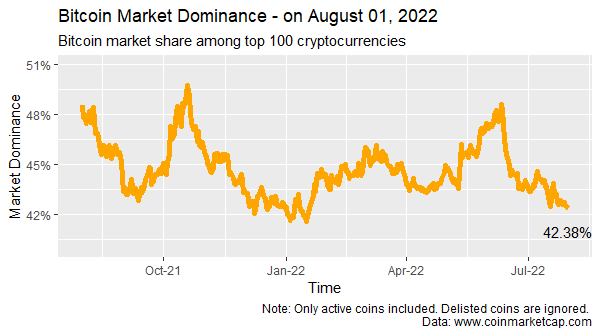 Bitcoin Market Dominance - on August 01, 2022
Bitcoin market share among top 100 cryptocurrencies
51%
48%
45%
42%
Market Dominance
42.38%
Oct-21
Jan-22
Apr-22
Jul-22
Time
Note: Only active coins included. Delisted coins are ignored.
Data: www.coinmarketcap.com